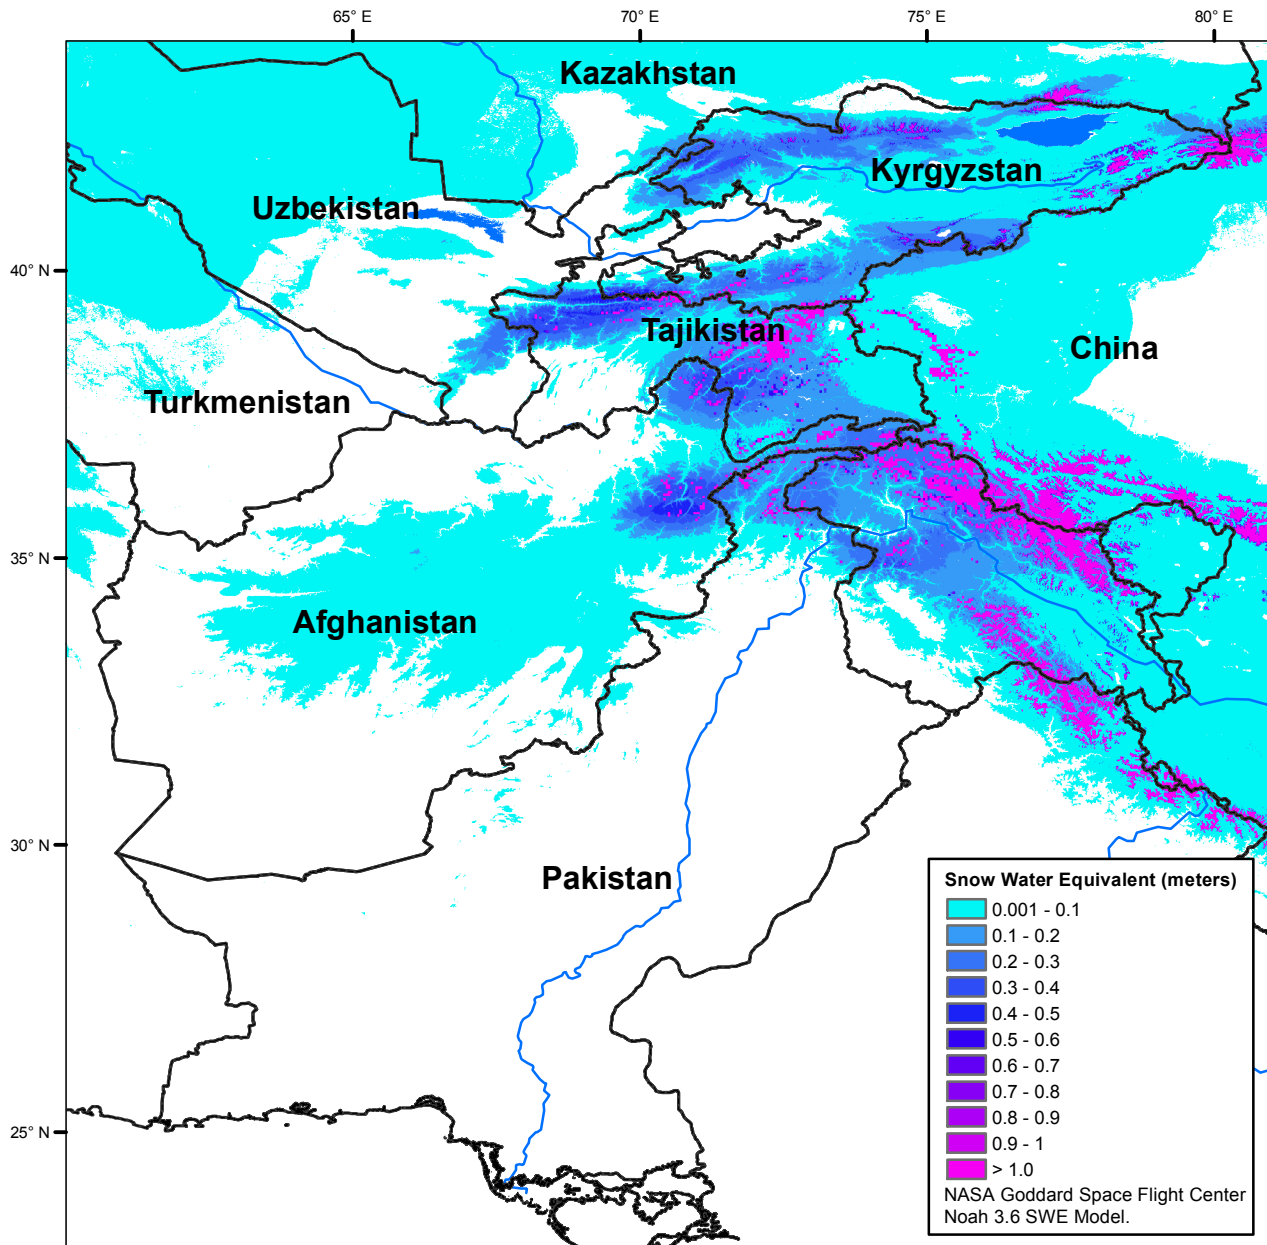 65° E
70° E
75° E
80° E
Kazakhstan
Kyrgyzstan
Uzbekistan
40° N
Tajikistan
China
Turkmenistan
35° N
Afghanistan
30° N
Pakistan
25° N
Snow Water Equivalent (meters)
0.001 - 0.1
0.1 - 0.2
0.2 - 0.3
0.3 - 0.4
0.4 - 0.5
0.5 - 0.6
0.6 - 0.7
0.7 - 0.8
0.8 - 0.9
0.9 - 1
> 1.0
NASA Goddard Space Flight Center
Noah 3.6 SWE Model.